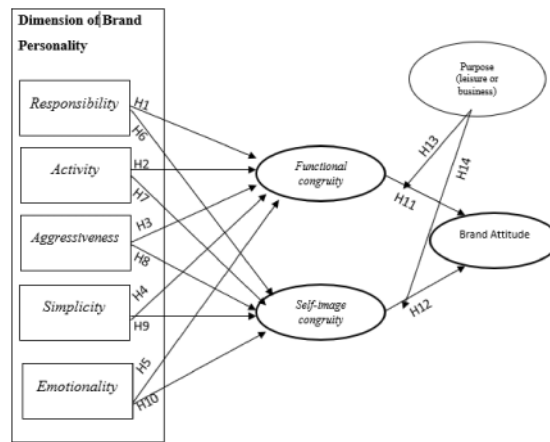 Dimension of Brand
Personality
Responsibility
Activity
Aggressiveness
Simplicity
Emotionality
H1
H6
H2
H7
H3
H8
H4
H9
H5
H10
Functional
congruity
Self-image
congruity
Purpose
(leisure or
business)
H13
H14
H11
H12
Brand Attitude